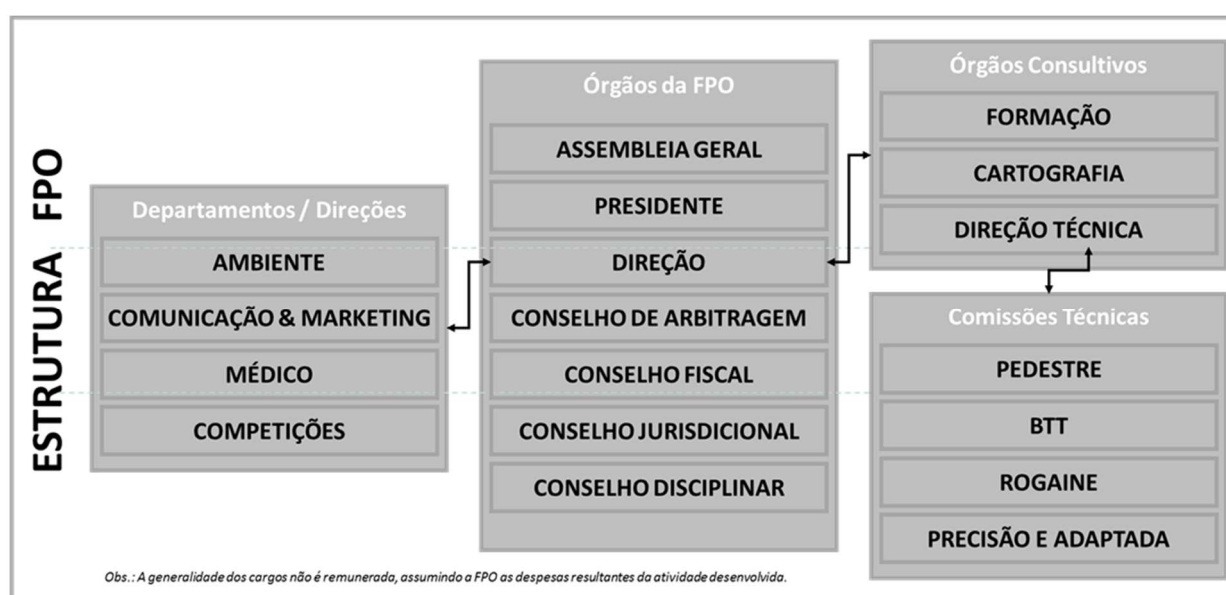 ESTRUTURA FPO
Departamentos / Direções
AMBIENTE
COMUNICAÇÃO & MARKETING
MÉDICO
COMPETIÇÕES
Órgãos da FPO
ASSEMBLEIA GERAL
PRESIDENTE
DIREÇÃO
CONSELHO DE ARBITRAGEM
CONSELHO FISCAL
CONSELHO JURISDICIONAL
CONSELHO DISCIPLINAR
Órgãos Consultivos
FORMAÇÃO
CARTOGRAFIA
DIREÇÃO TÉCNICA
Comissões Técnicas
PEDESTRE
BTT
ROGAINE
PRECISÃO E ADAPTADA
Obs.: A generalidade dos cargos não é remunerada, assumindo a FPO as despesas resultantes da atividade desenvolvida.